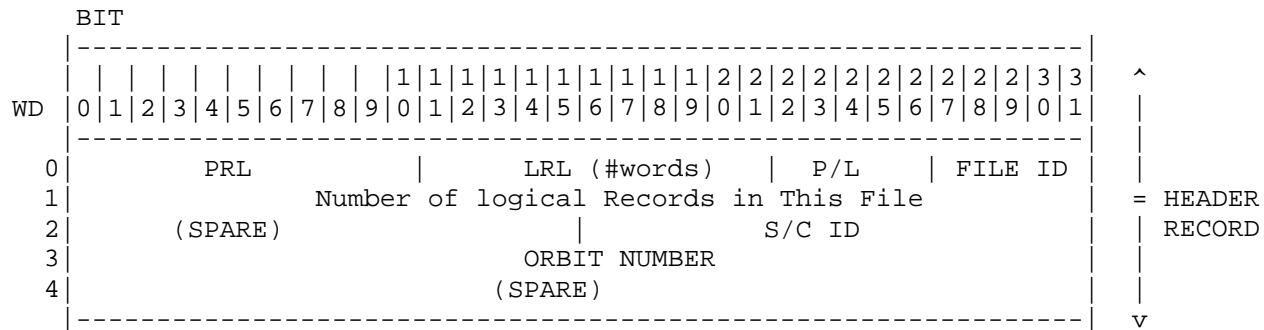 BIT
|---------------------------------------------------------------|
| | | | | | | | | | |1|1|1|1|1|1|1|1|1|1|2|2|2|2|2|2|2|2|2|2|3|3| ^
WD |0|1|2|3|4|5|6|7|8|9|0|1|2|3|4|5|6|7|8|9|0|1|2|3|4|5|6|7|8|9|0|1| |
|---------------------------------------------------------------| |
0| PRL | LRL (#words) | P/L | FILE ID | |
1| Number of logical Records in This File | = HEADER
2| (SPARE) | S/C ID | | RECORD
3| ORBIT NUMBER | |
4| (SPARE) | |
|---------------------------------------------------------------| v